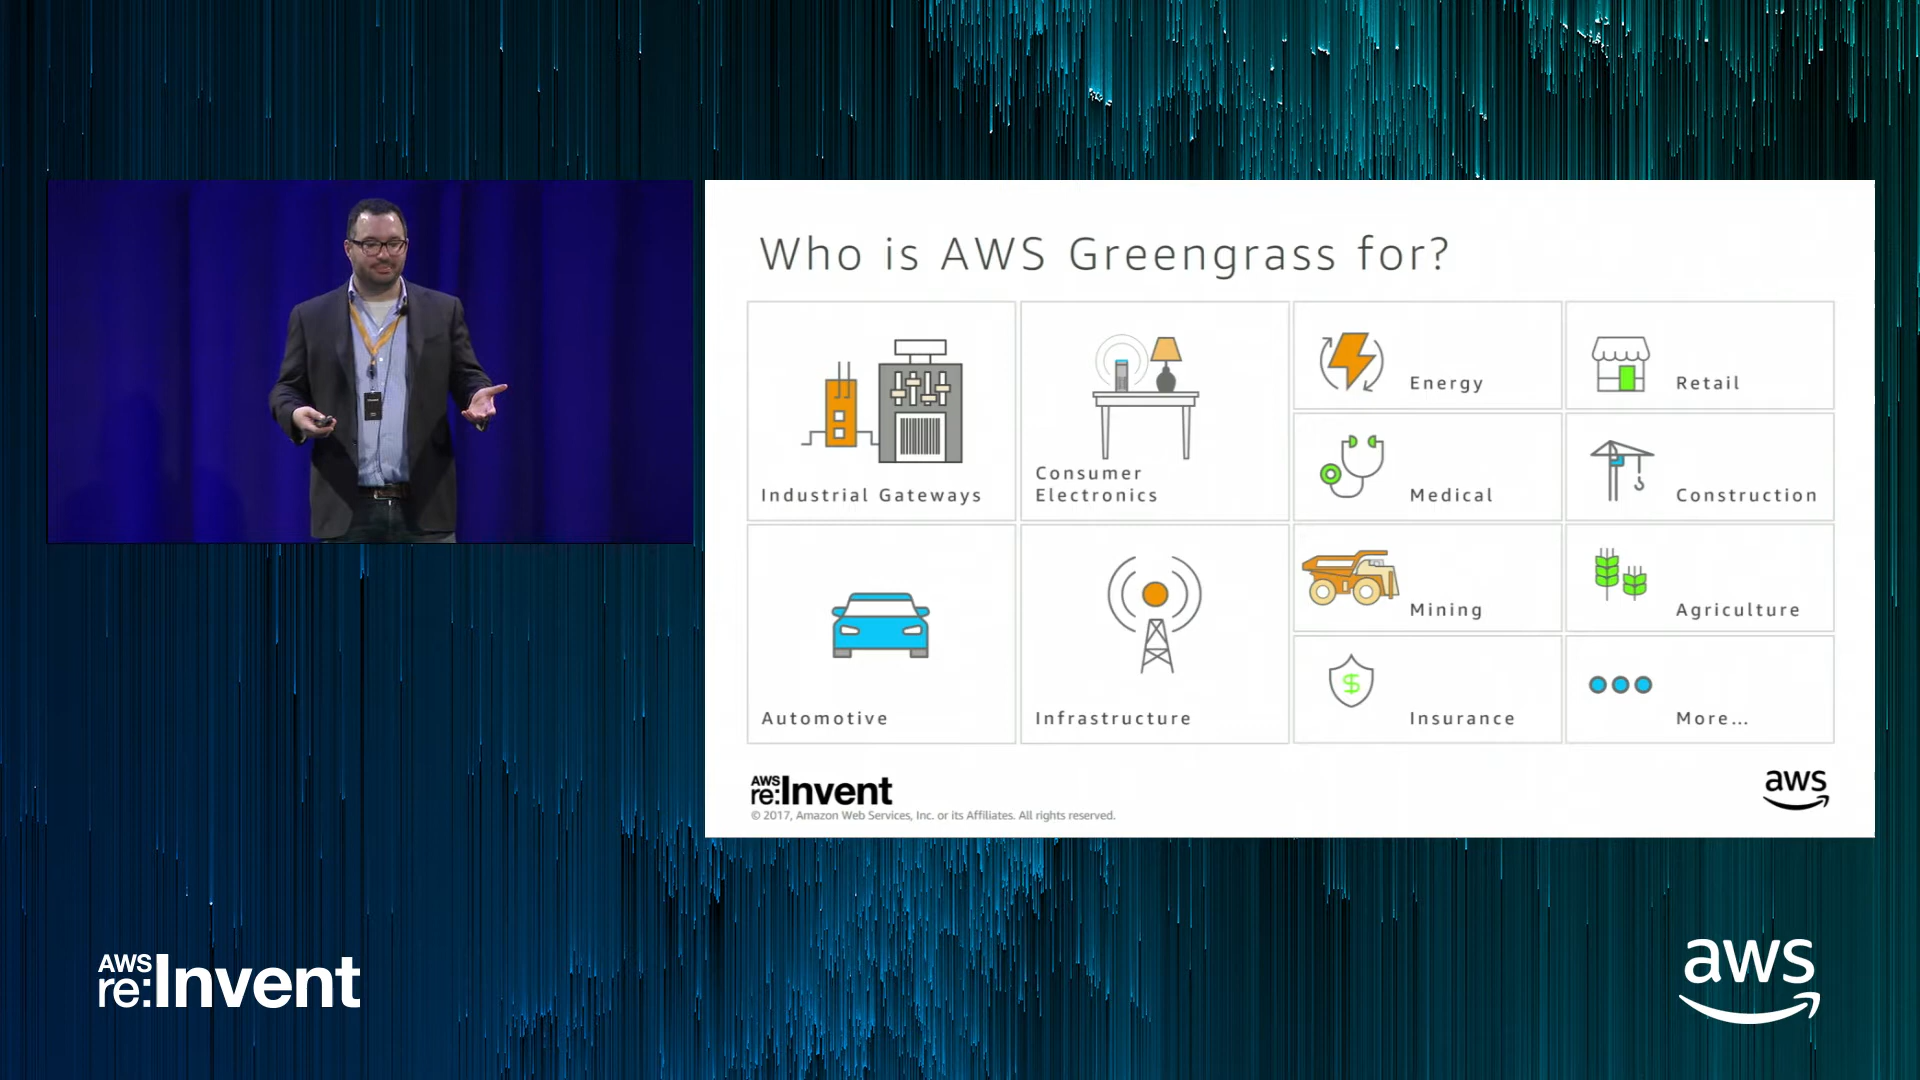 Who is AWS Greengrass for?
Industrial Gateways
Consumer
Electronics
Energy
Retail
Medical
Construction
Automotive
Infrastructure
Mining
Agriculture
Insurance
$
More...
AWS
re:Invent
© 2017, Amazon Web Services, Inc. or its Affiliates. All rights reserved.
aws
AWS
re:Invent
aws